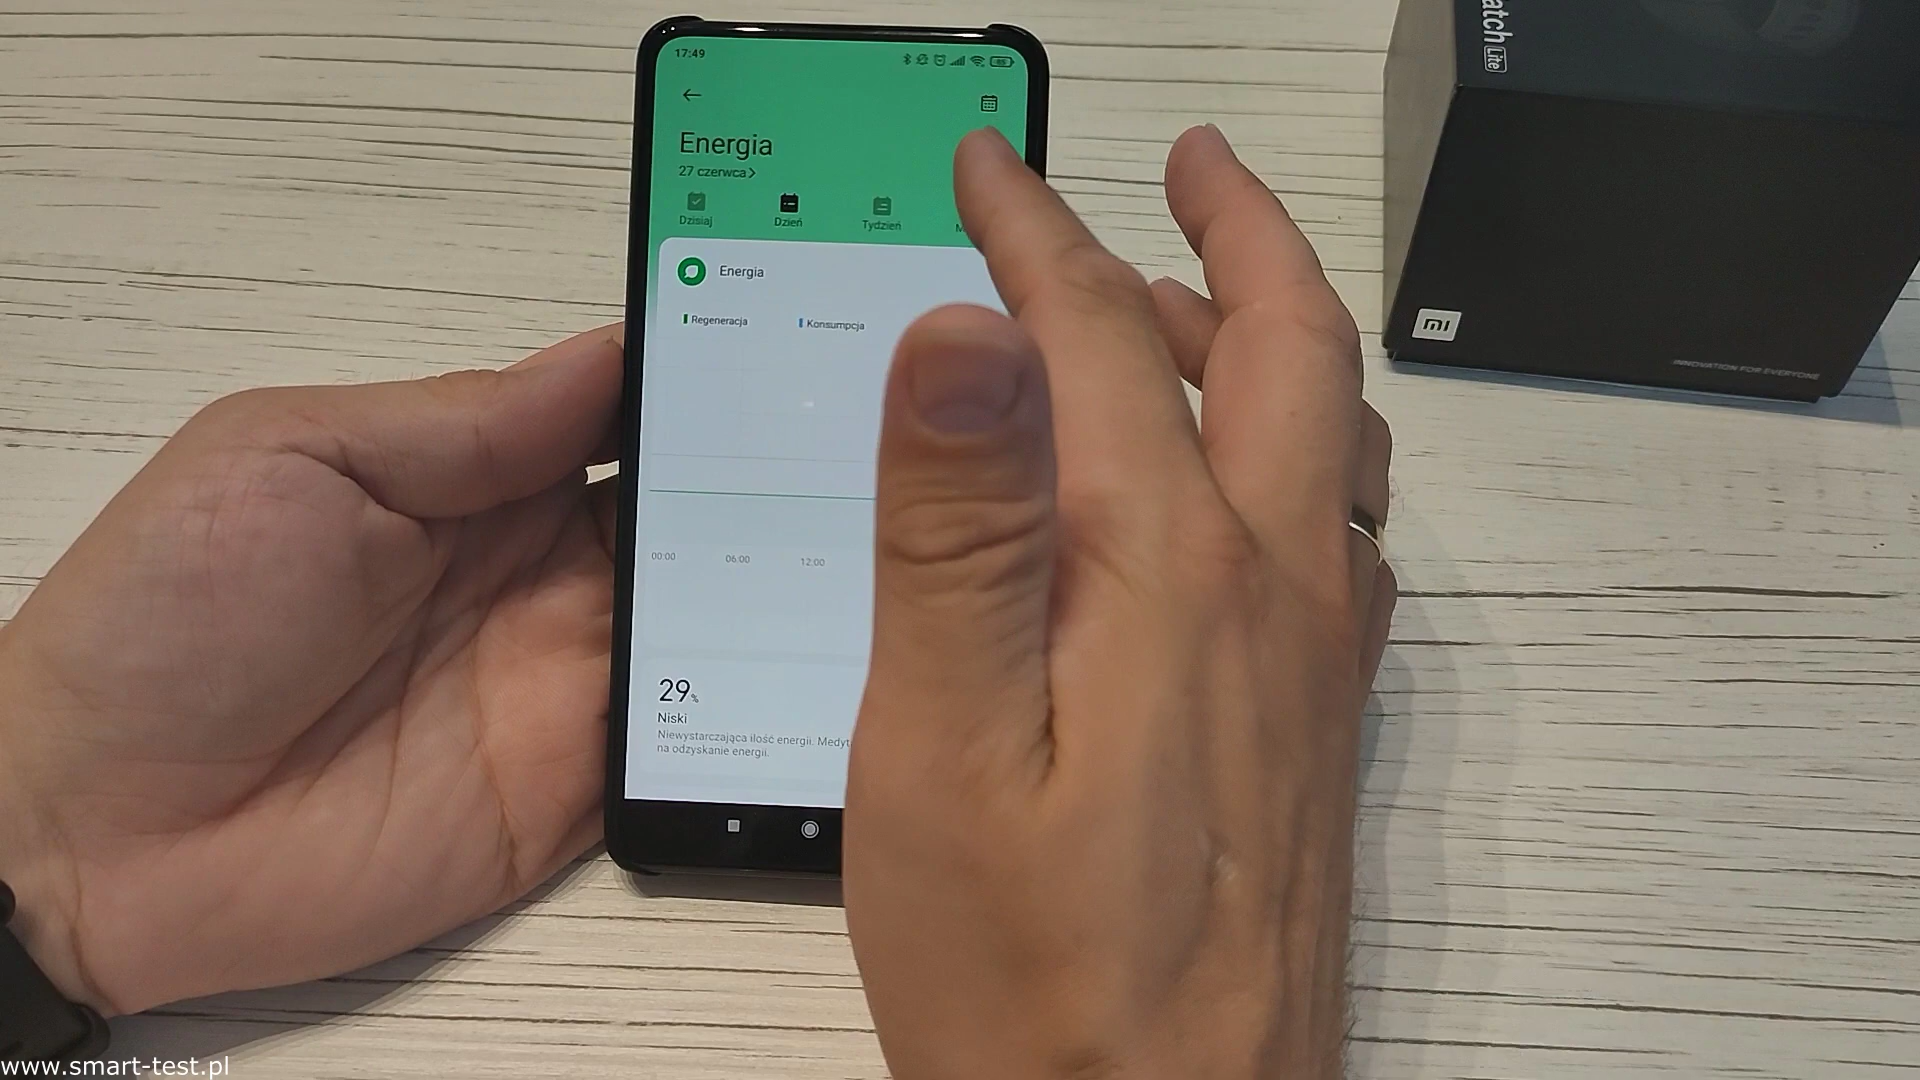 17:49
85
Energia
27 czerwca
Dzisiaj
Dzień
Tydzień
M
Energia
Regeneracja
Konsumpcja
00:00
06:00
12:00
29%
Niski
Niewystarczająca ilość energii. Medyt
na odzyskanie energii.
atch Lite
mi
INNOVATION FOR EVERYONE
www.smart-test.pl